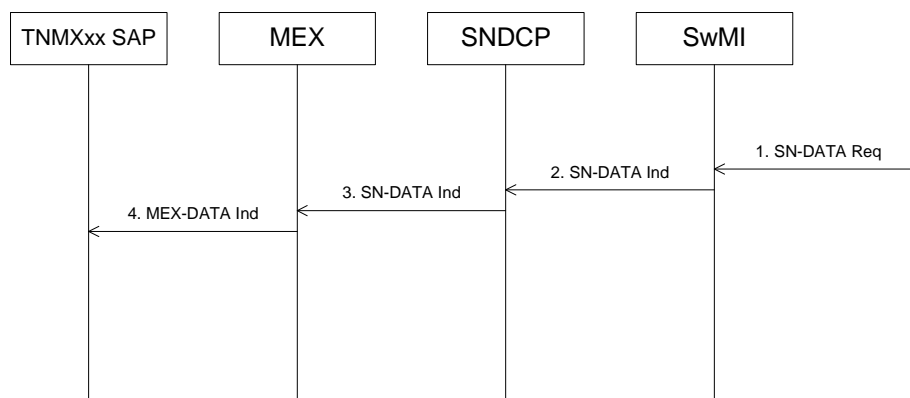 TNMXxx SAP
MEX
SNDCP
SwMI
1. SN-DATA Req
2. SN-DATA Ind
3. SN-DATA Ind
4. MEX-DATA Ind